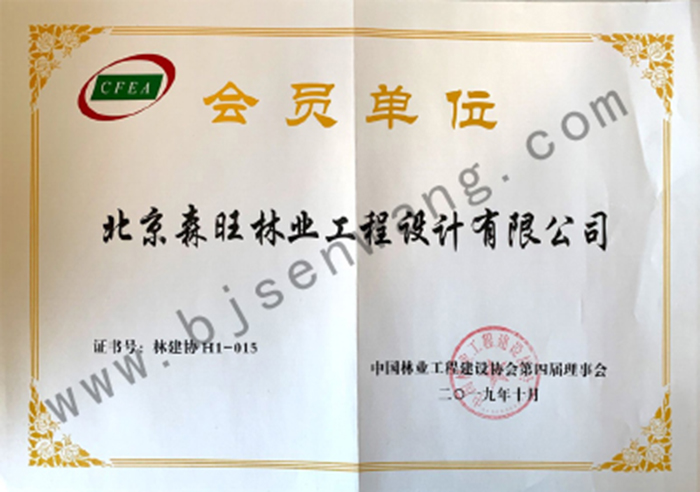 CFEA
会员单位
北京森旺林业工程设计有限公司
证书号：林建协H1-015
中国林业工程建设协会第四届理事会
二〇一九年十月
www.bjsenwang.com